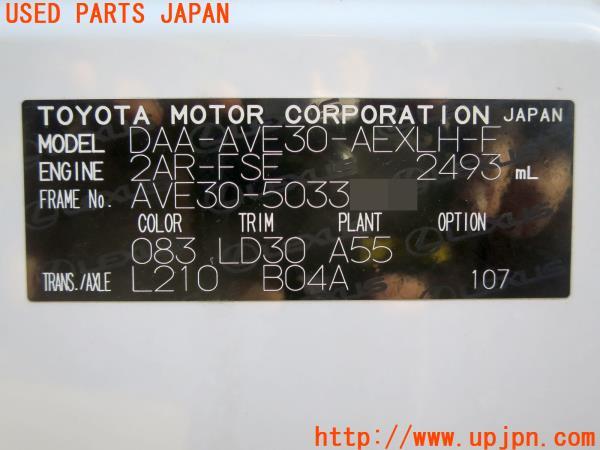 USED PARTS JAPAN
TOYOTA MOTOR CORPORATION JAPAN
MODEL DAA-AVE30-AEXLH-F
ENGINE 2AR-FSE 2493 mL
FRAME No. AVE30-5033
COLOR TRIM PLANT OPTION
083 LD30 A55
TRANS./AXLE L210 B04A 107
http://www.upjpn.com/